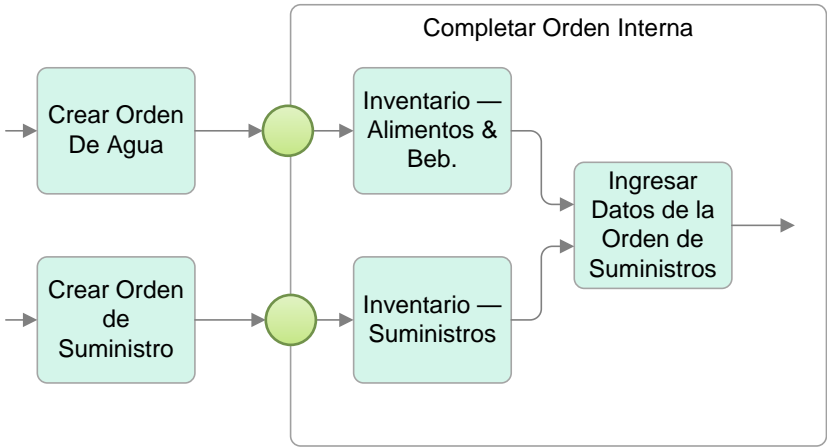 Completar Orden Interna
Crear Orden
De Agua
Inventario —
Alimentos &
Beb.
Ingresar
Datos de la
Orden de
Suministros
Crear Orden
de
Suministro
Inventario —
Suministros